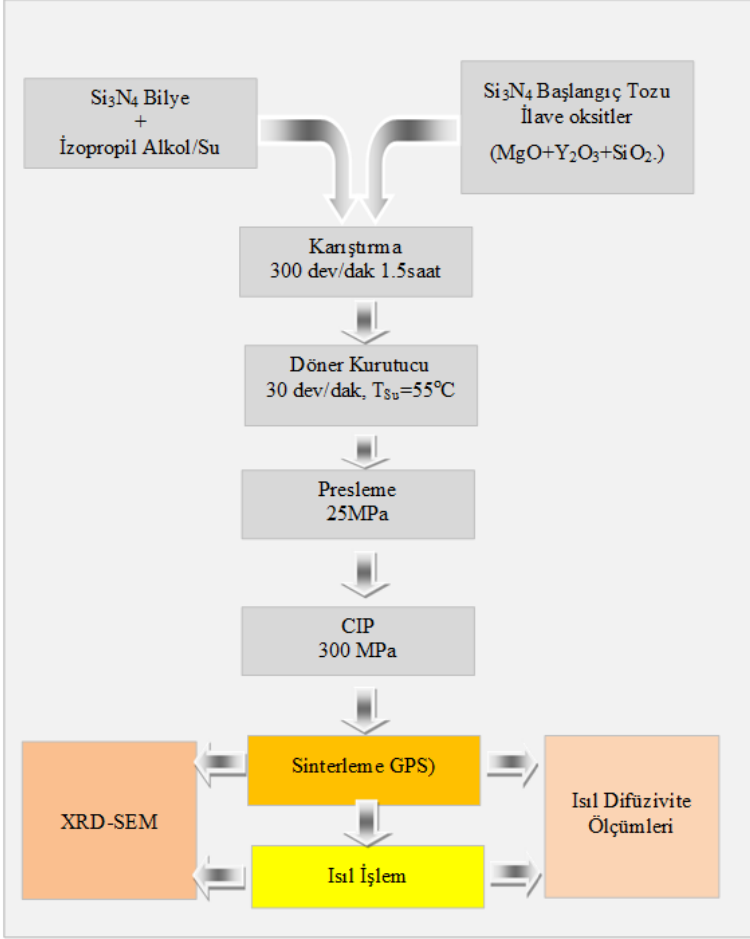 Si₃N₄ Bilye
+
İzopropil Alkol/Su
Si₃N₄ Başlangıç Tozu
İlave oksitler
(MgO+Y₂O₃+SiO₂.)
Karıştırma
300 dev/dak 1.5saat
Döner Kurutucu
30 dev/dak, T_Su=55°C
Presleme
25MPa
CIP
300 MPa
Sinterleme GPS)
XRD-SEM
Isıl Difüzivite
Ölçümleri
Isıl İşlem